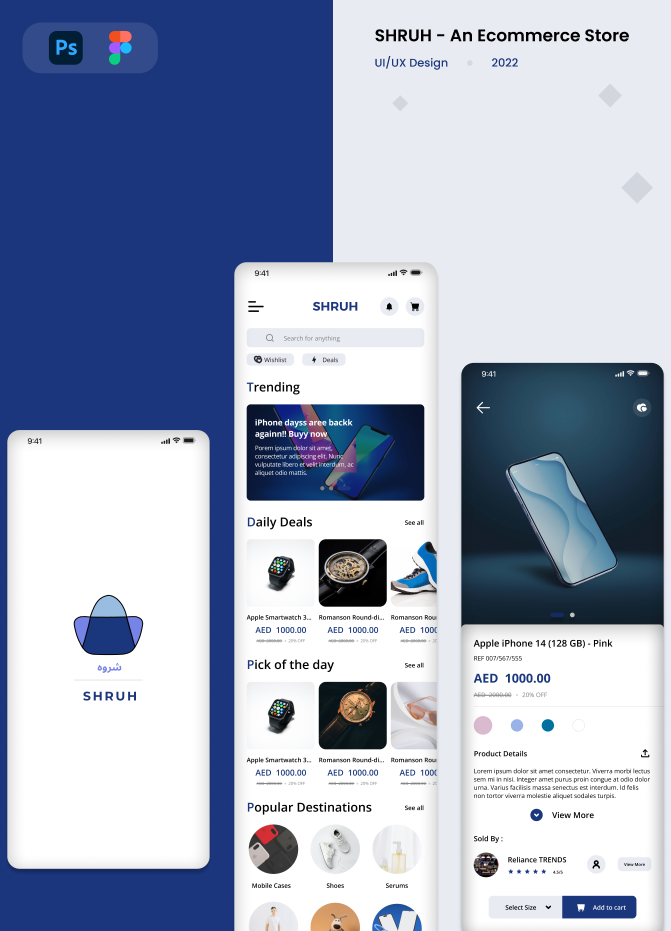 Ps
SHRUH - An Ecommerce Store
UI/UX Design
2022
9:41
شروه
SHRUH
9:41
SHRUH
Search for anything
Wishlist
Deals
Trending
iPhone dayss aree backk
againn!! Buyy now
Porem ipsum dolor sit amet,
consectetur adipiscing elit. Nunc
vulputate libero et velit interdum, ac
aliquet odio mattis.
Daily Deals
See all
Apple Smartwatch 3...
Romanson Round-di...
Romanson Rou
AED 1000.00
AED 1000.00
AED 100
AED 2000.00 • 20% OFF
AED 2000.00 • 20% OFF
Pick of the day
See all
Apple Smartwatch 3...
Romanson Round-di...
Romanson Rou
AED 1000.00
AED 1000.00
AED 100
AED 2000.00 • 20% OFF
AED 2000.00 • 20% OFF
Popular Destinations
See all
Mobile Cases
Shoes
Serums
9:41
Apple iPhone 14 (128 GB) - Pink
REF 007/567/555
AED 1000.00
AED 2000.00 • 20% OFF
Product Details
Lorem ipsum dolor sit amet consectetur. Viverra morbi lectus
sem mi in nisi. Integer amet purus proin congue at odio dolor
urna. Varius facilisis massa senectus est interdum. Id felis
non tortor viverra molestie aliquet sodales turpis.
View More
Sold By :
Reliance TRENDS
4.5/5
View More
Select Size
Add to cart